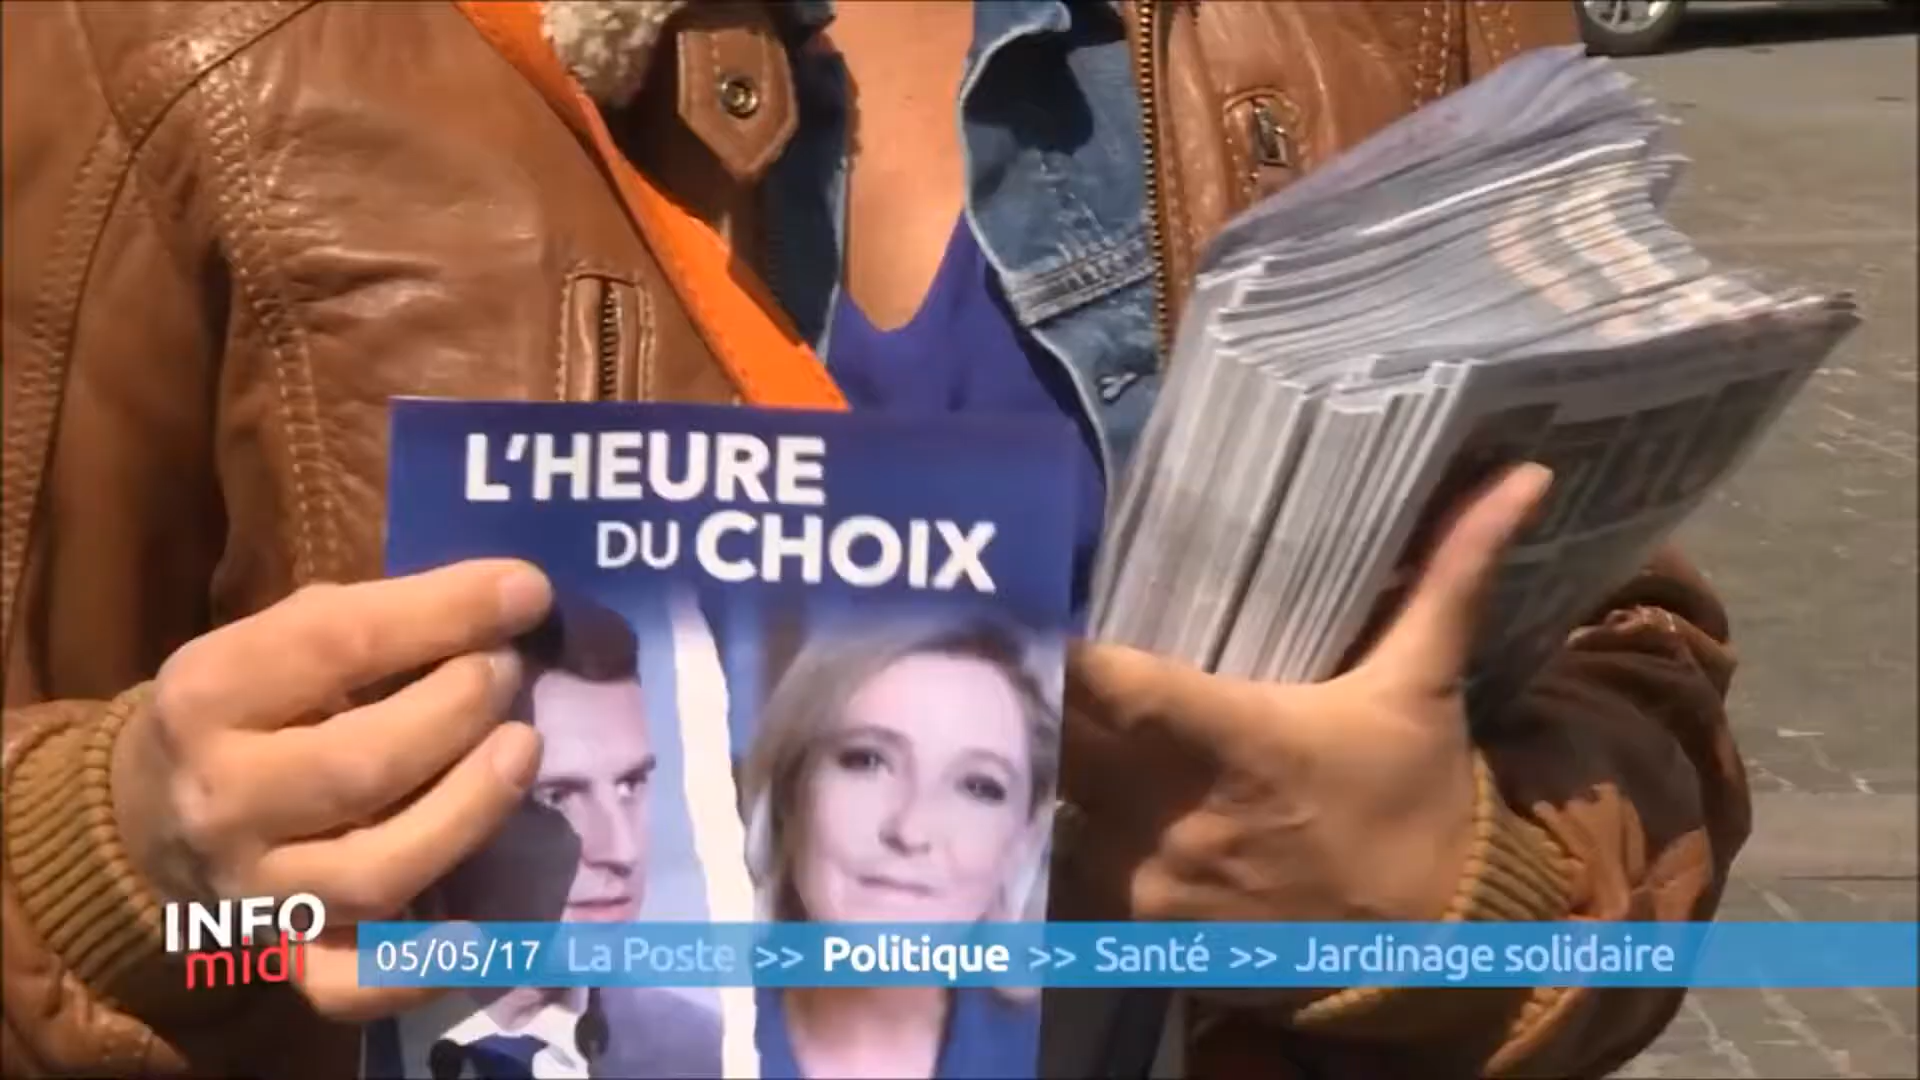 L'HEURE
DU CHOIX
INFO
midi
05/05/17 La Poste >> Politique >> Santé >> Jardinage solidaire